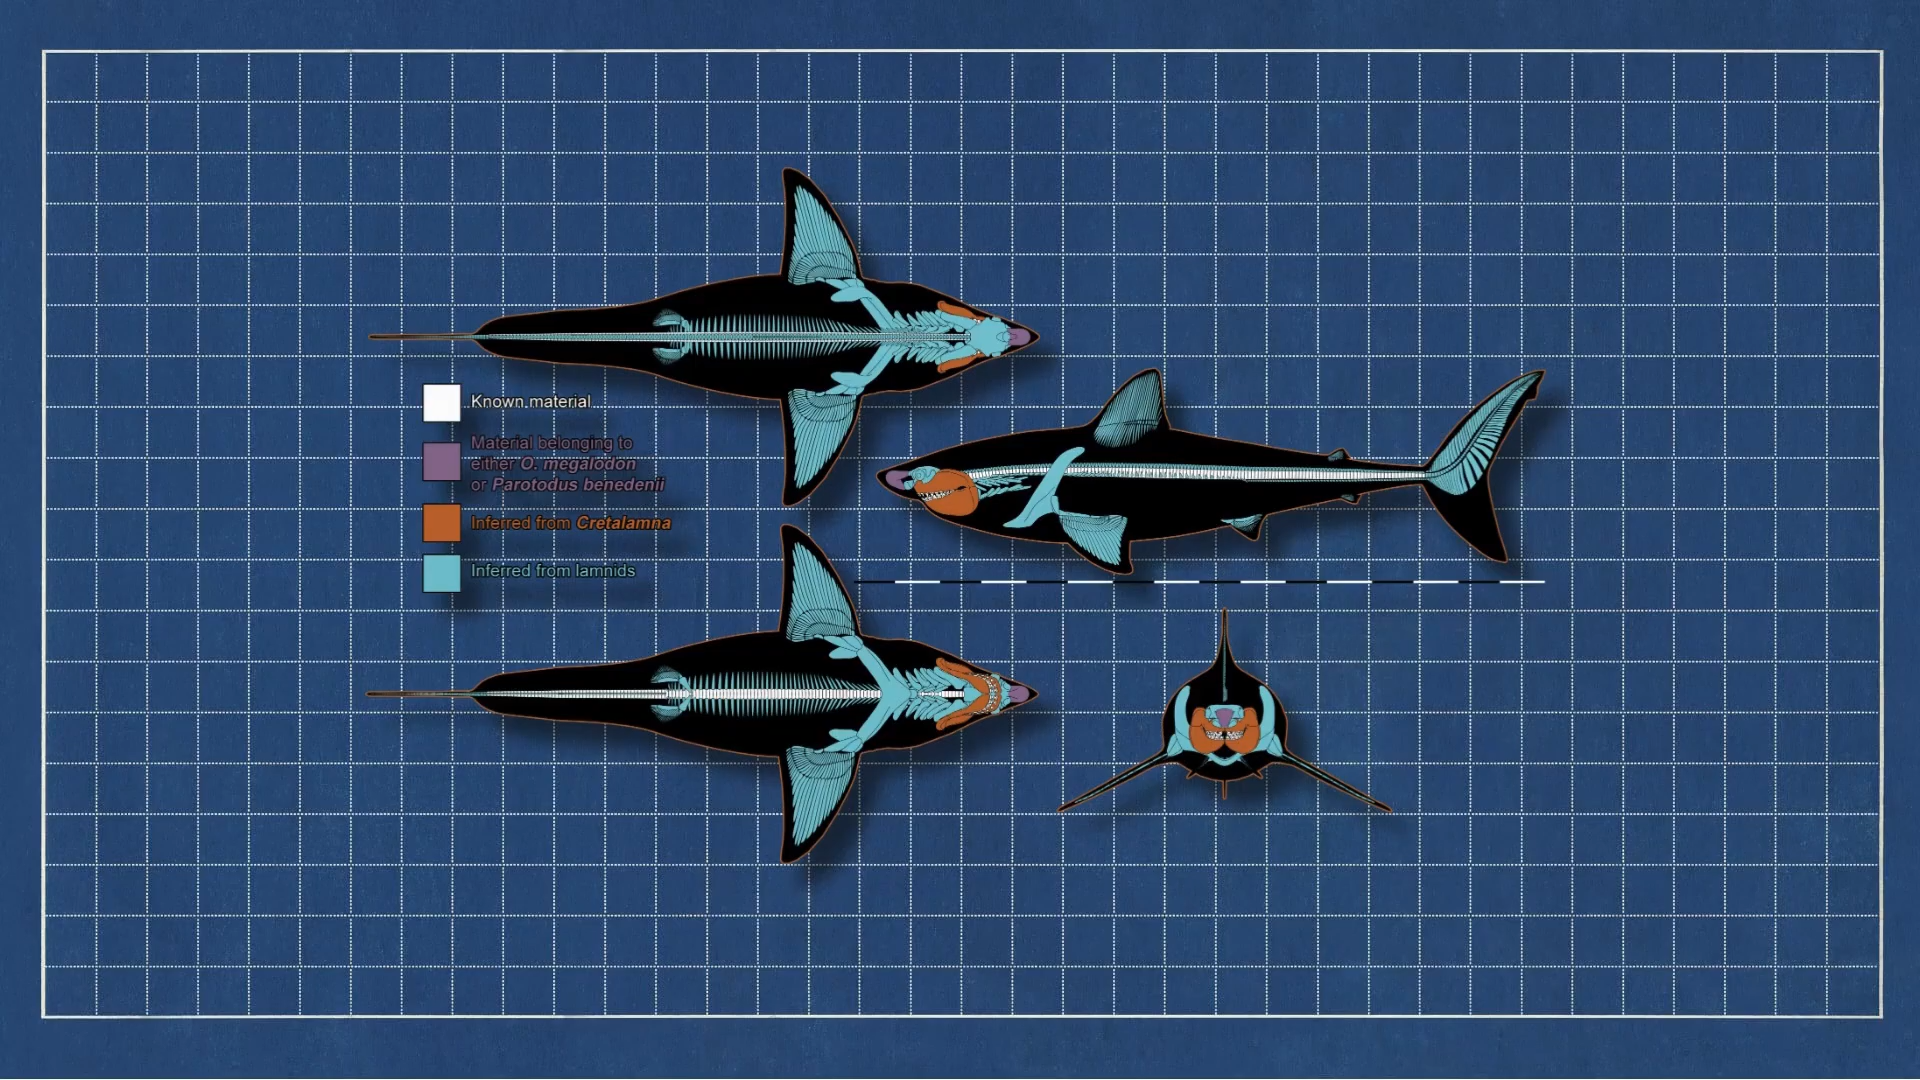 Known material
Material belonging to
either O. megalodon
or Parotodus benedenii
Inferred from Cretalamna
Inferred from lamnids